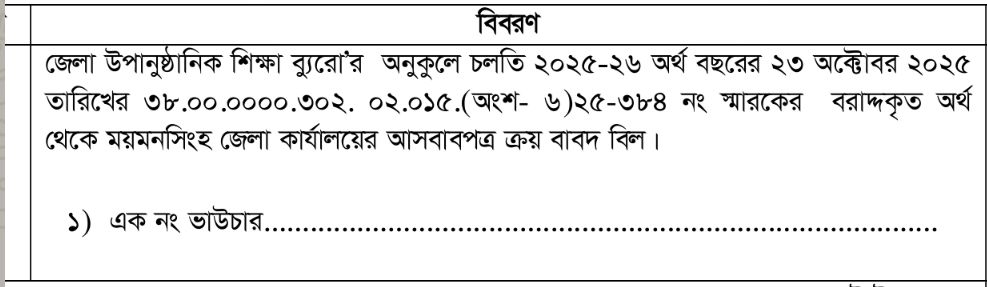 বিবরণ
জেলা উপানুষ্ঠানিক শিক্ষা ব্যুরো'র অনুকুলে চলতি ২০২৫-২৬ অর্থ বছরের ২৩ অক্টোবর ২০২৫
তারিখের ৩৮.০০.০০০০.৩০২. ০২.০১৫.(অংশ- ৬)২৫-৩৮৪ নং স্মারকের বরাদ্দকৃত অর্থ
থেকে ময়মনসিংহ জেলা কার্যালয়ের আসবাবপত্র ক্রয় বাবদ বিল।
১) এক নং ভাউচার....................................................................................